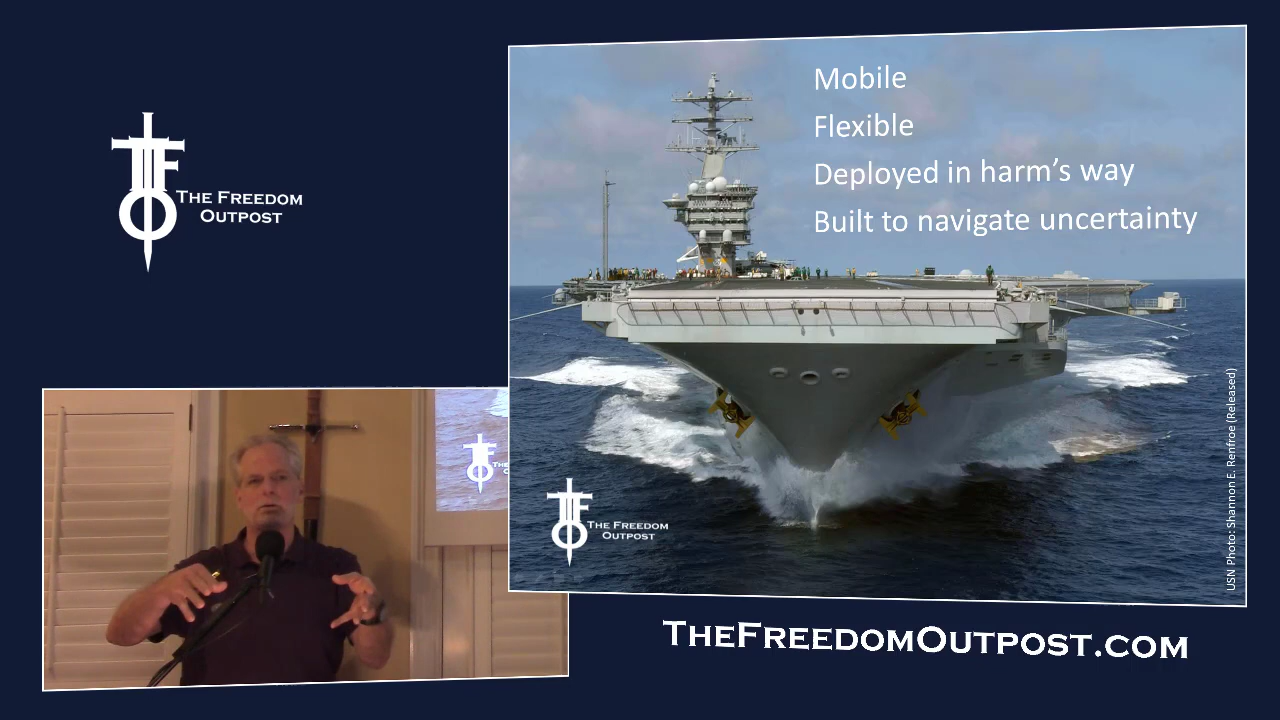 THE FREEDOM
OUTPOST
Mobile
Flexible
Deployed in harm's way
Built to navigate uncertainty
USN Photo: Shannon E. Renfroe (Released)
THE FREEDOM
OUTPOST
THEFREEDOMOUTPOST.COM